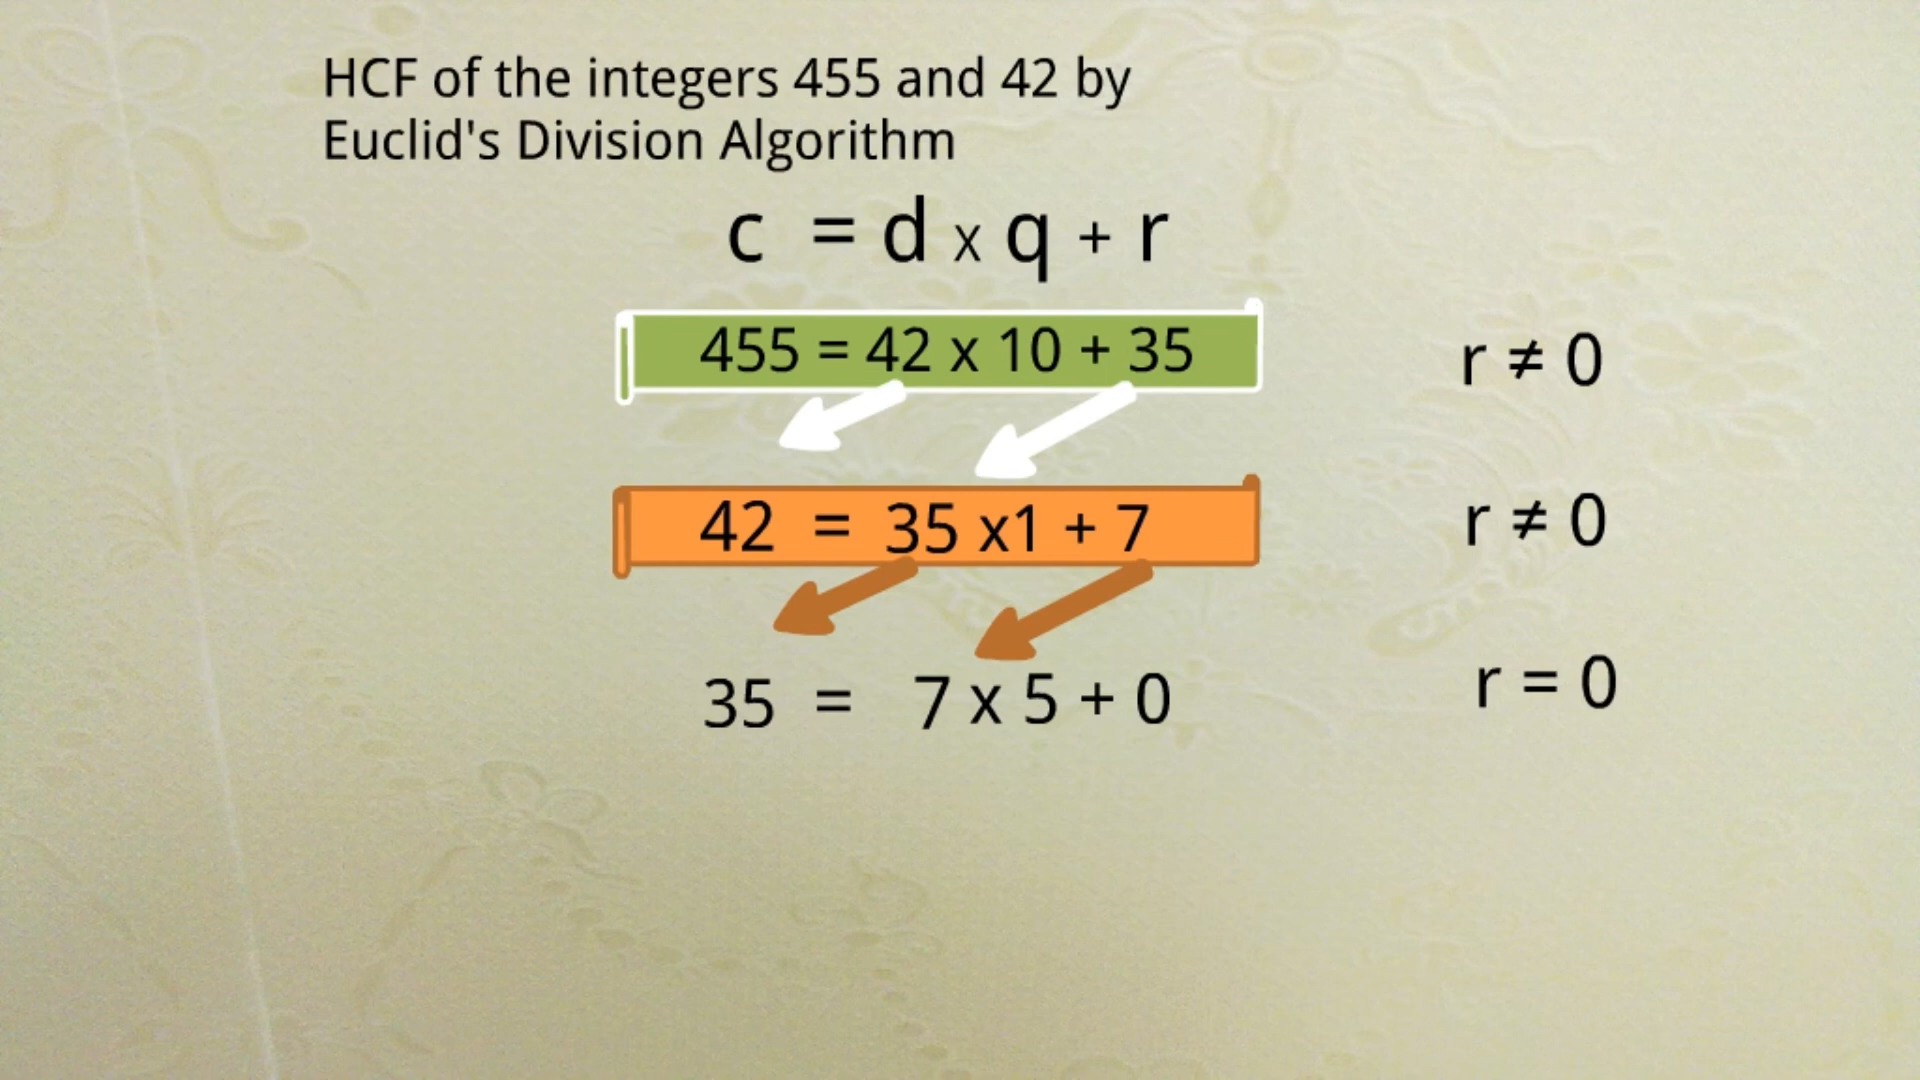 HCF of the integers 455 and 42 by
Euclid's Division Algorithm
c = d x q + r
455 = 42 x 10 + 35
r ≠ 0
42 = 35 x1 + 7
r ≠ 0
35 = 7 x 5 + 0
r = 0